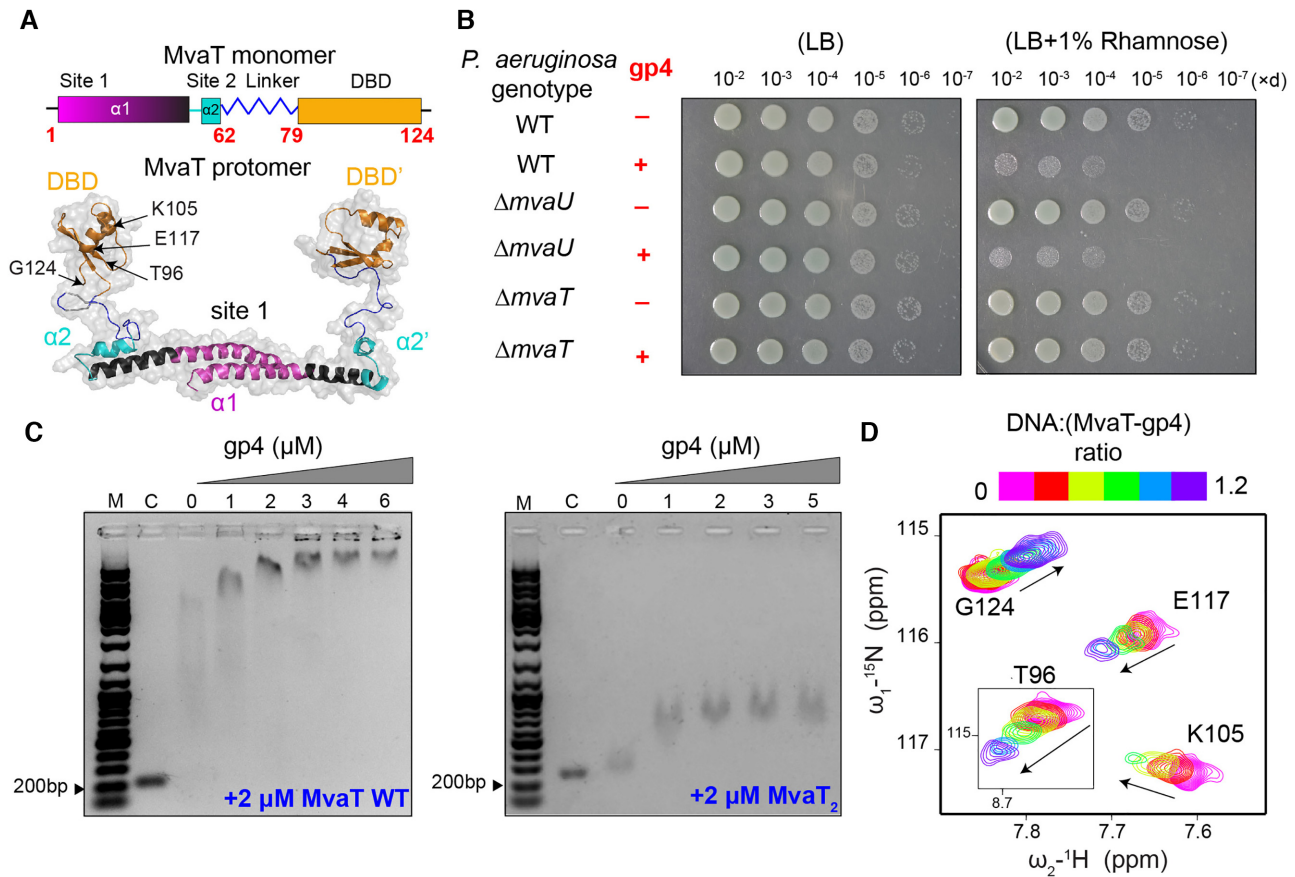 A
MvaT monomer
Site 1
Site 2
Linker
DBD
α1
α2
1
62
79
124
MvaT protomer
DBD
DBD’
K105
E117
G124
T96
site 1
α2
α2’
α1
B
P. aeruginosa
genotype
gp4
(LB)
(LB+1% Rhamnose)
10⁻² 10⁻³ 10⁻⁴ 10⁻⁵ 10⁻⁶ 10⁻⁷
10⁻² 10⁻³ 10⁻⁴ 10⁻⁵ 10⁻⁶ 10⁻⁷ (×d)
WT –
WT +
ΔmvaU –
ΔmvaU +
ΔmvaT –
ΔmvaT +
C
gp4 (μM)
M C 0 1 2 3 4 6
200bp
+2 μM MvaT WT
gp4 (μM)
M C 0 1 2 3 5
200bp
+2 μM MvaT₂
D
DNA:(MvaT-gp4)
ratio
0
1.2
115
116
117
ω₁-¹⁵N (ppm)
G124
E117
T96
K105
115
8.7
7.8 7.7 7.6
ω₂-¹H (ppm)